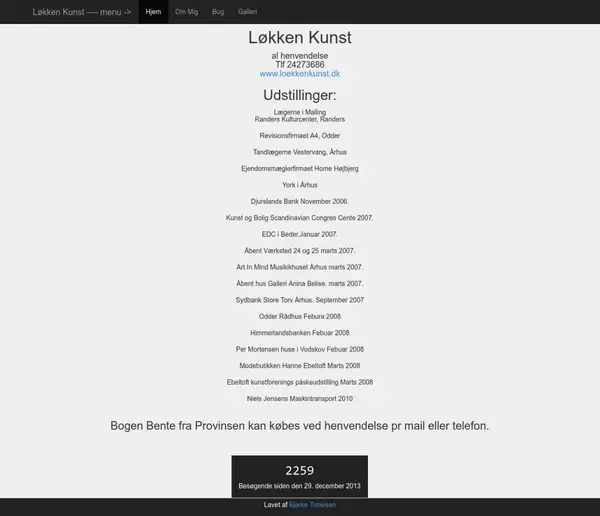 Løkken Kunst ---- menu ->
Hjem
Om Mig
Bog
Galleri
Løkken Kunst
al henvendelse
Tlf 24273686
www.loekkenkunst.dk
Udstillinger:
Lægerne i Malling
Randers Kulturcenter, Randers
Revisionsfirmaet A4, Odder
Tandlægerne Vestervang, Århus
Ejendomsmæglerfirmaet Home Højbjerg
York i Århus
Djurslands Bank November 2006.
Kunst og Bolig Scandinavian Congres Cente 2007.
EDC i Beder.Januar 2007.
Åbent Værksted 24 og 25 marts 2007.
Art In Mind Musikikhuset Århus marts 2007.
Åbent hus Galleri Anina Belise. marts 2007.
Sydbank Store Torv Århus. September 2007
Odder Rådhus Febura 2008
Himmerlandsbanken Febuar 2008
Per Mortensen huse i Vodskov Febuar 2008
Modebutikken Hanne Ebeltoft Marts 2008
Ebeltoft kunstforenings påskeudstilling Marts 2008
Niels Jensens Maskintransport 2010
Bogen Bente fra Provinsen kan købes ved henvendelse pr mail eller telefon.
2259
Besøgende siden den 29. december 2013
Lavet af Bjørke Tobiesen